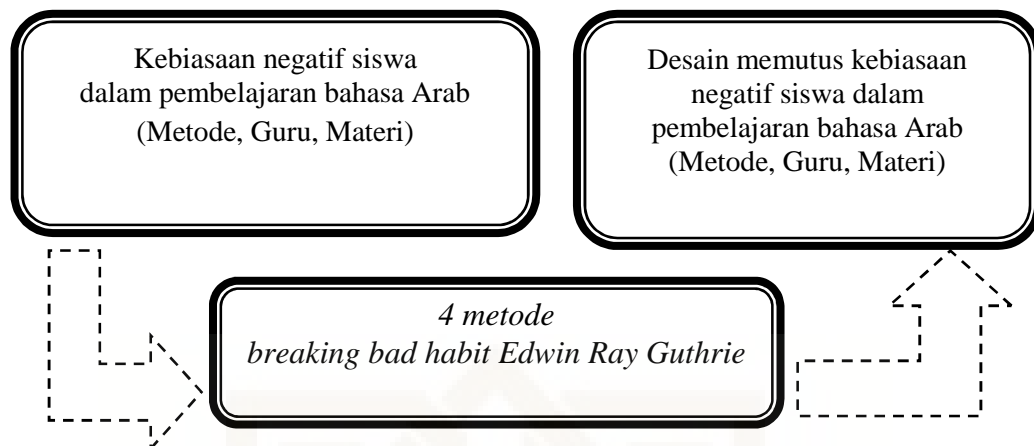 Kebiasaan negatif siswa
dalam pembelajaran bahasa Arab
(Metode, Guru, Materi)
Desain memutus kebiasaan
negatif siswa dalam
pembelajaran bahasa Arab
(Metode, Guru, Materi)
4 metode
breaking bad habit Edwin Ray Guthrie